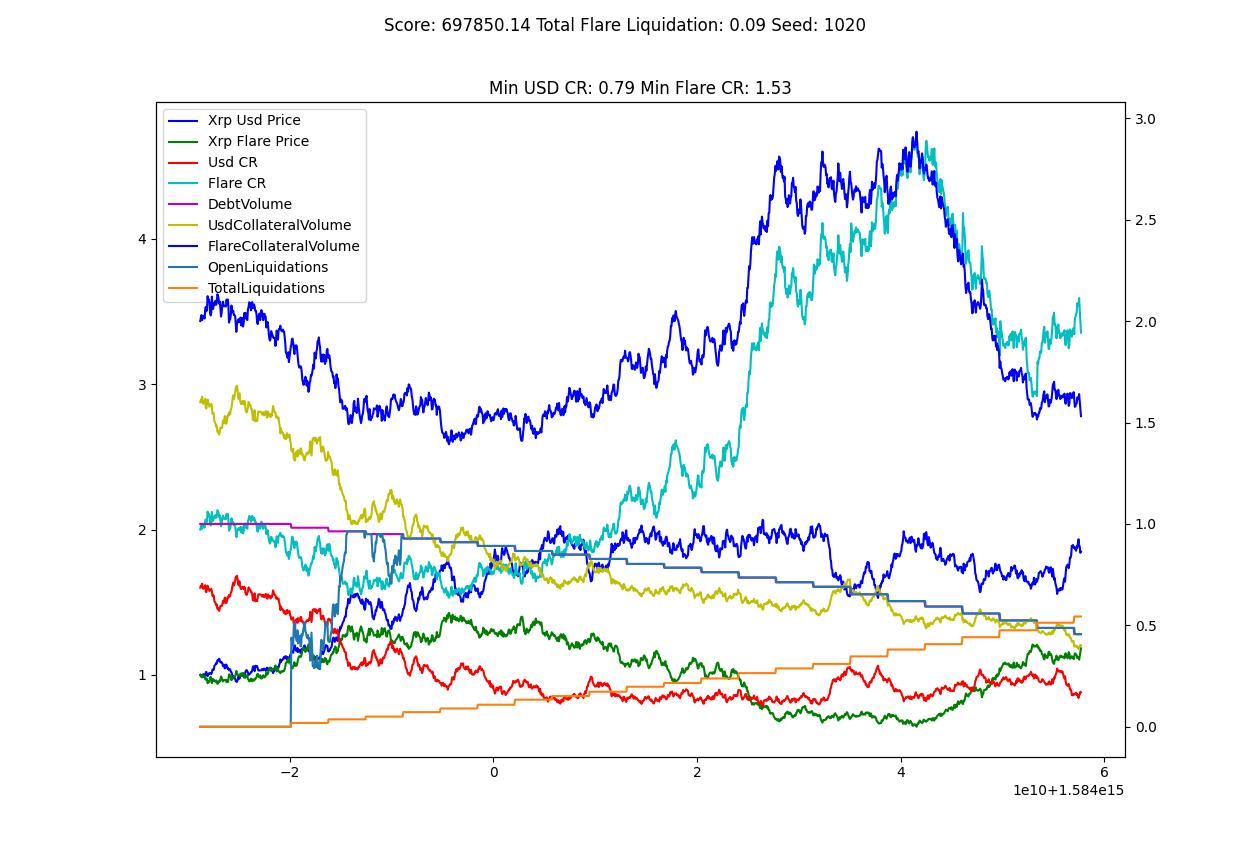 Score: 697850.14 Total Flare Liquidation: 0.09 Seed: 1020
Min USD CR: 0.79 Min Flare CR: 1.53
Xrp Usd Price
Xrp Flare Price
Usd CR
Flare CR
DebtVolume
UsdCollateralVolume
FlareCollateralVolume
OpenLiquidations
TotalLiquidations
4
3
2
1
3.0
2.5
2.0
1.5
1.0
0.5
0.0
−2
0
2
4
6
1e10+1.584e15